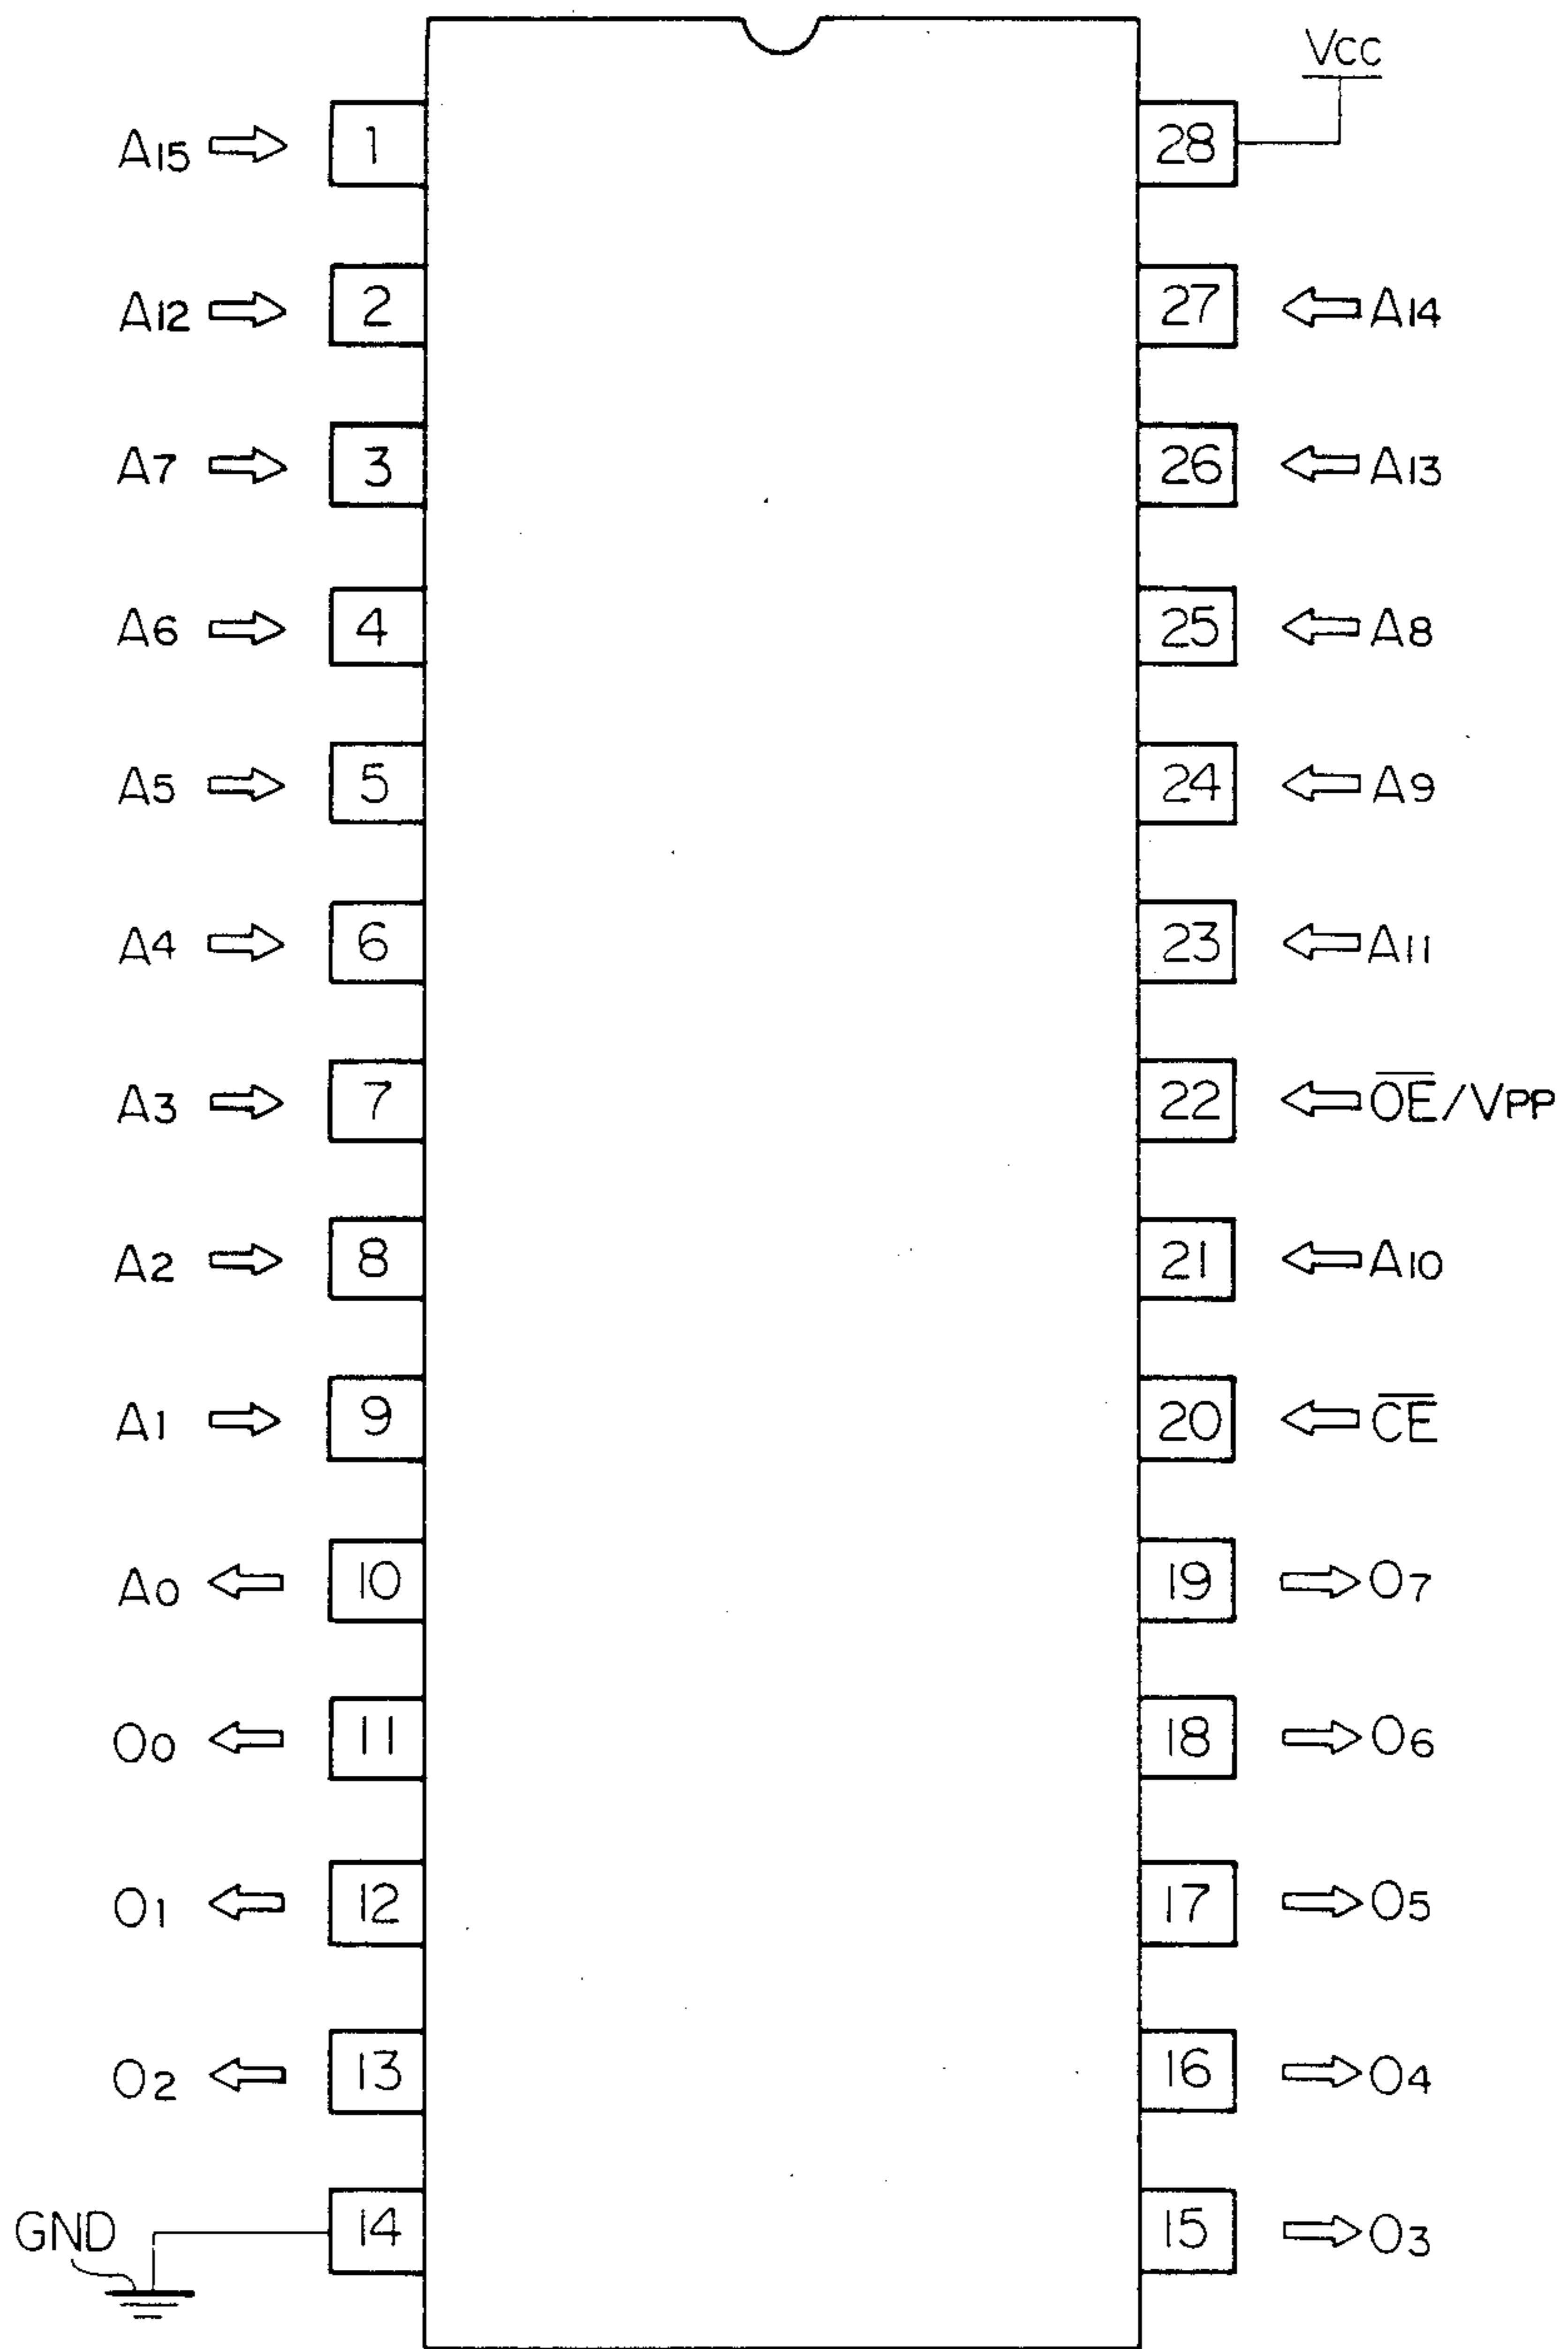 Vcc
A15 1 28
A12 2 27 A14
A7 3 26 A13
A6 4 25 A8
A5 5 24 A9
A4 6 23 A11
A3 7 22 O̅E̅/VPP
A2 8 21 A10
A1 9 20 C̅E̅
A0 10 19 O7
O0 11 18 O6
O1 12 17 O5
O2 13 16 O4
GND 14 15 O3